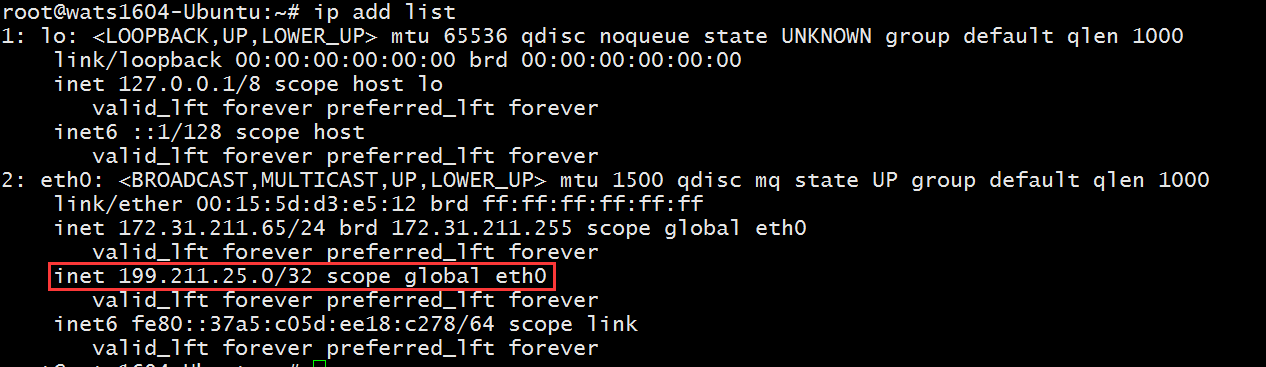 root@wats1604-Ubuntu:~# ip add list
1: lo: <LOOPBACK,UP,LOWER_UP> mtu 65536 qdisc noqueue state UNKNOWN group default qlen 1000
    link/loopback 00:00:00:00:00:00 brd 00:00:00:00:00:00
    inet 127.0.0.1/8 scope host lo
       valid_lft forever preferred_lft forever
    inet6 ::1/128 scope host
       valid_lft forever preferred_lft forever
2: eth0: <BROADCAST,MULTICAST,UP,LOWER_UP> mtu 1500 qdisc mq state UP group default qlen 1000
    link/ether 00:15:5d:d3:e5:12 brd ff:ff:ff:ff:ff:ff
    inet 172.31.211.65/24 brd 172.31.211.255 scope global eth0
       valid_lft forever preferred_lft forever
    inet 199.211.25.0/32 scope global eth0
       valid_lft forever preferred_lft forever
    inet6 fe80::37a5:c05d:ee18:c278/64 scope link
       valid_lft forever preferred_lft forever